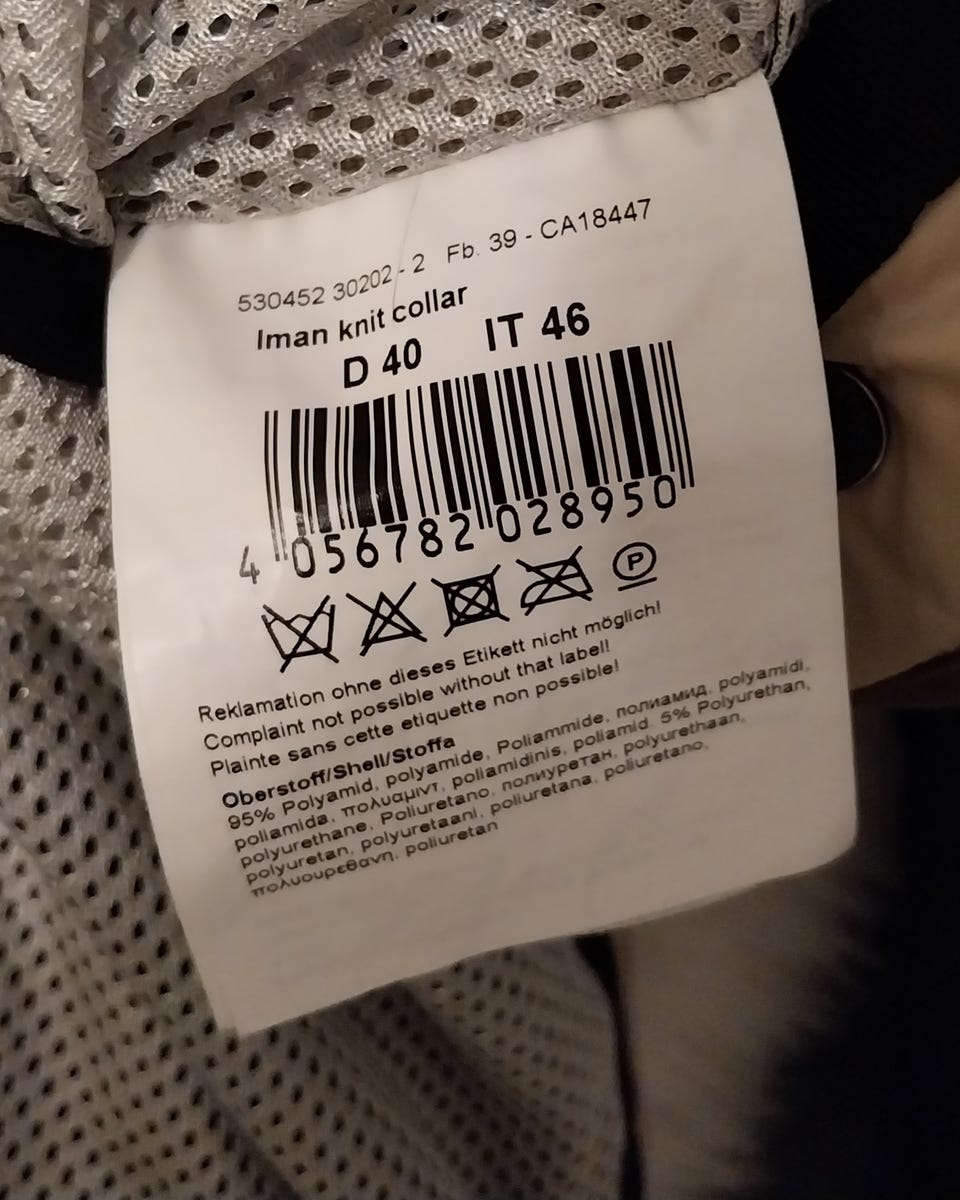 530452 30202 - 2 Fb. 39 - CA18447
Iman knit collar
D 40 IT 46
4 056782 028950
P
Reklamation ohne dieses Etikett nicht möglich!
Complaint not possible without that label!
Plainte sans cette etiquette non possible!
Oberstoff/Shell/Stoffa
95% Polyamid, polyamide, Poliammide, полиамид, polyamidi,
poliamida, πολυαμιντ, poliamidinis, poliamid. 5% Polyurethan,
polyurethane, Poliuretano, полиуретан, polyurethaan,
polyuretan, polyuretaani, poliuretana, poliuretano,
πολυουρεθανη, poliuretan